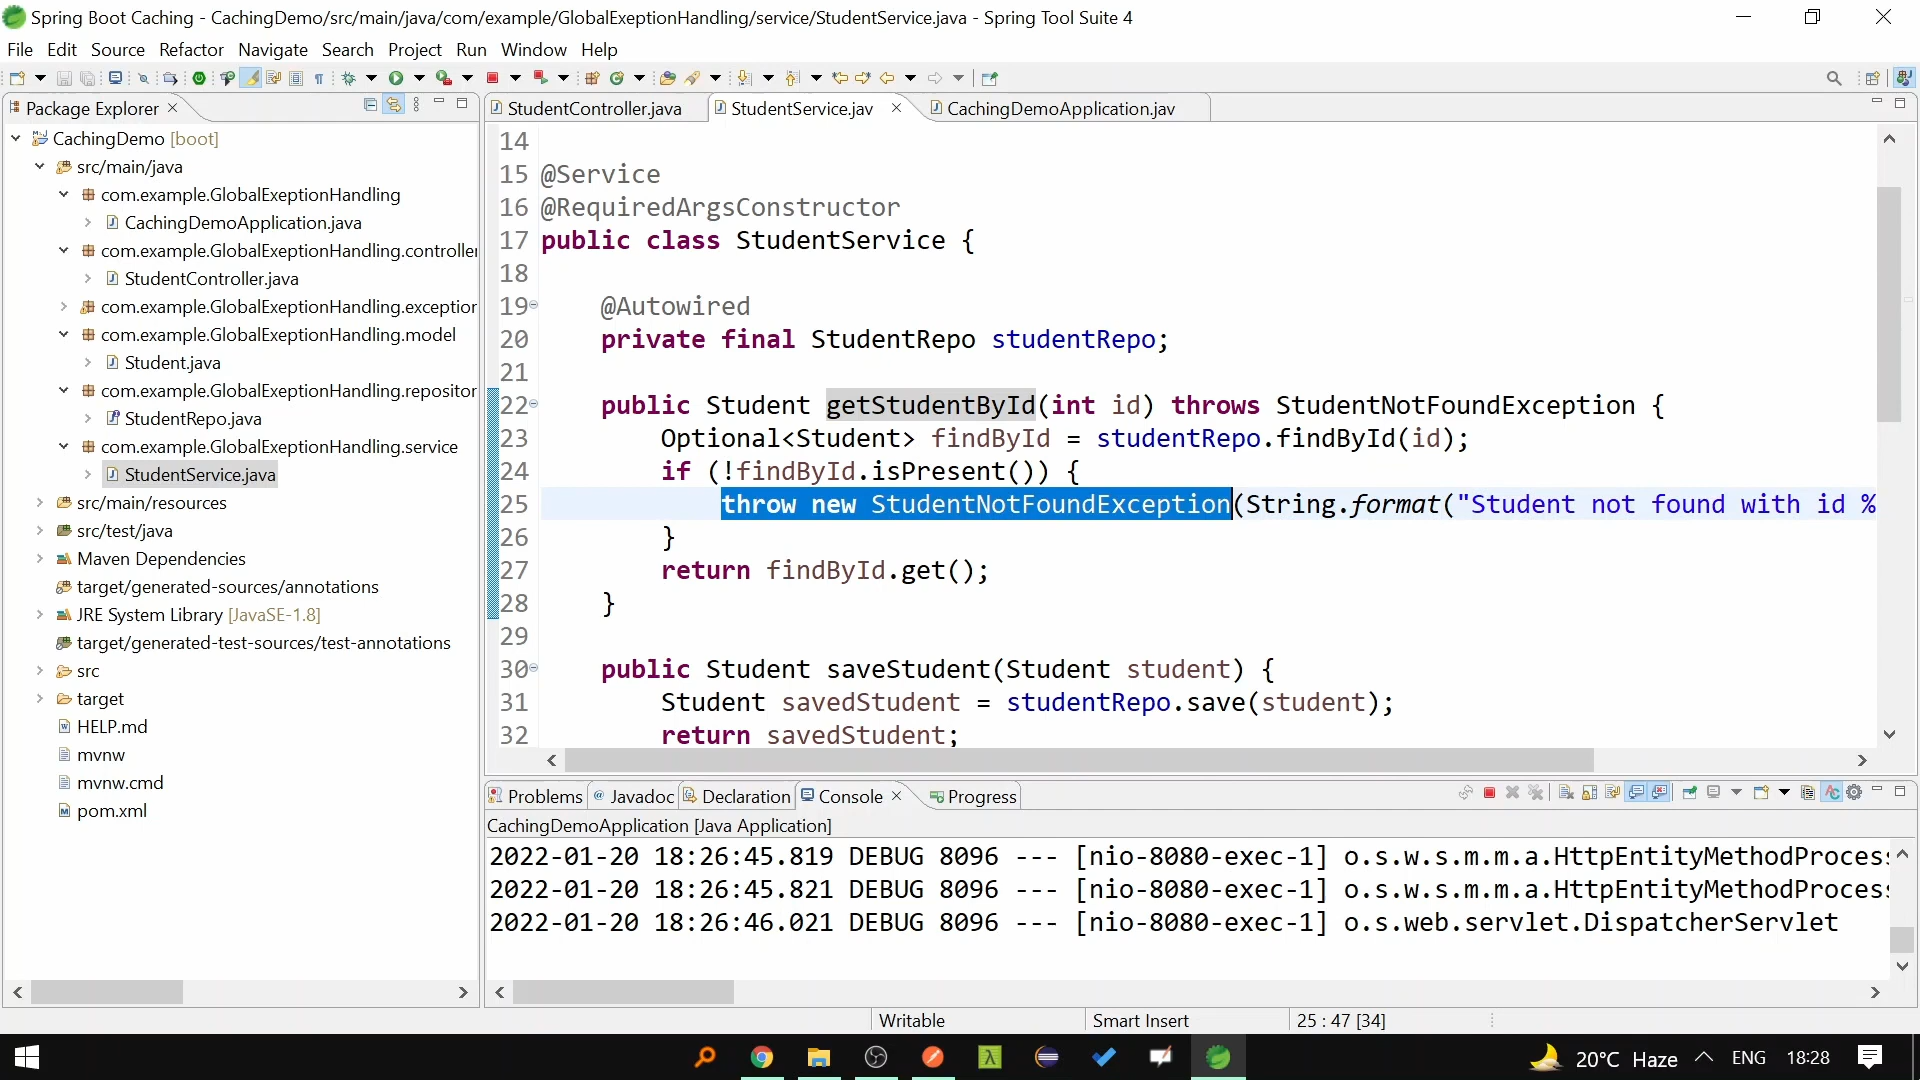 Spring Boot Caching - CachingDemo/src/main/java/com/example/GlobalExeptionHandling/service/StudentService.java - Spring Tool Suite 4
File Edit Source Refactor Navigate Search Project Run Window Help
Package Explorer
CachingDemo [boot]
src/main/java
com.example.GlobalExeptionHandling
CachingDemoApplication.java
com.example.GlobalExeptionHandling.controller
StudentController.java
com.example.GlobalExeptionHandling.exception
com.example.GlobalExeptionHandling.model
Student.java
com.example.GlobalExeptionHandling.repositor
StudentRepo.java
com.example.GlobalExeptionHandling.service
StudentService.java
src/main/resources
src/test/java
Maven Dependencies
target/generated-sources/annotations
JRE System Library [JavaSE-1.8]
target/generated-test-sources/test-annotations
src
target
HELP.md
mvnw
mvnw.cmd
pom.xml
StudentController.java StudentService.jav CachingDemoApplication.jav
14
15 @Service
16 @RequiredArgsConstructor
17 public class StudentService {
18
19 @Autowired
20 private final StudentRepo studentRepo;
21
22 public Student getStudentById(int id) throws StudentNotFoundException {
23 Optional<Student> findById = studentRepo.findById(id);
24 if (!findById.isPresent()) {
25 throw new StudentNotFoundException(String.format("Student not found with id %
26 }
27 return findById.get();
28 }
29
30 public Student saveStudent(Student student) {
31 Student savedStudent = studentRepo.save(student);
32 return savedStudent;
Problems Javadoc Declaration Console Progress
CachingDemoApplication [Java Application]
2022-01-20 18:26:45.819 DEBUG 8096 --- [nio-8080-exec-1] o.s.w.s.m.m.a.HttpEntityMethodProcess
2022-01-20 18:26:45.821 DEBUG 8096 --- [nio-8080-exec-1] o.s.w.s.m.m.a.HttpEntityMethodProcess
2022-01-20 18:26:46.021 DEBUG 8096 --- [nio-8080-exec-1] o.s.web.servlet.DispatcherServlet
Writable Smart Insert 25 : 47 [34]
20°C Haze ENG 18:28